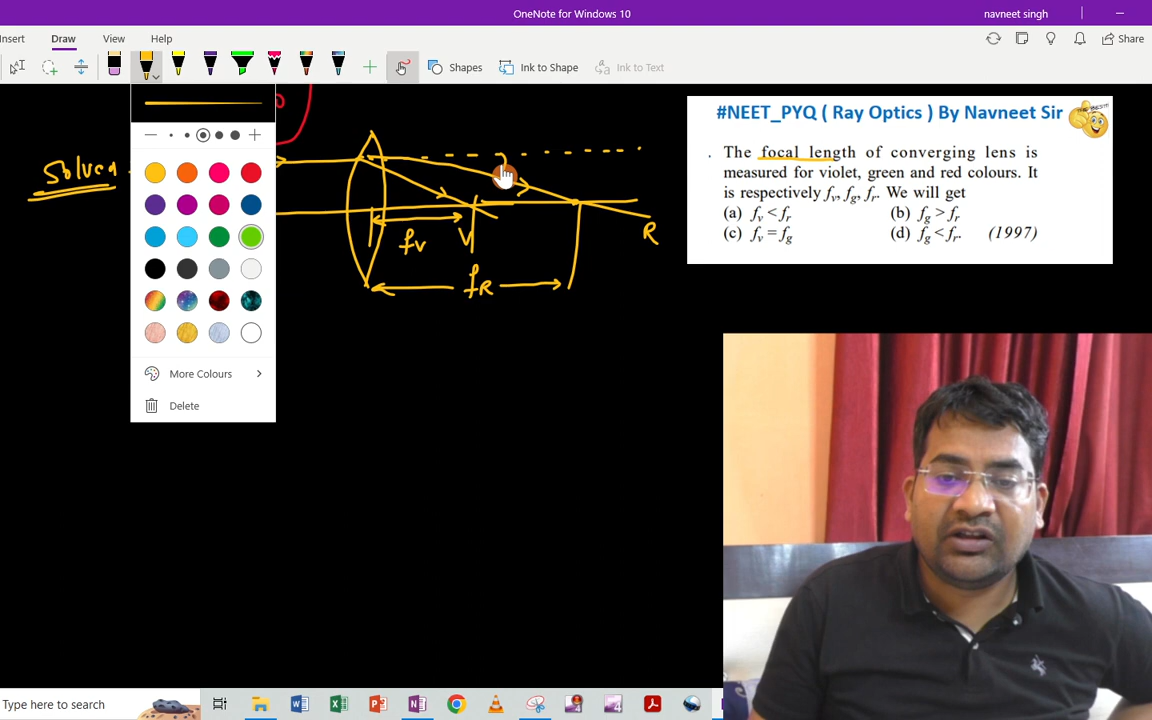 OneNote for Windows 10
navneet singh
Insert Draw View Help
Share
Shapes
Ink to Shape
Ink to Text
Solved
#NEET_PYQ ( Ray Optics ) By Navneet Sir
. The focal length of converging lens is
measured for violet, green and red colours. It
is respectively fv, fg, fr. We will get
(a) fv < fr (b) fg > fr
(c) fv = fg (d) fg < fr. (1997)
fv V
R
fR
More Colours
Delete
Type here to search